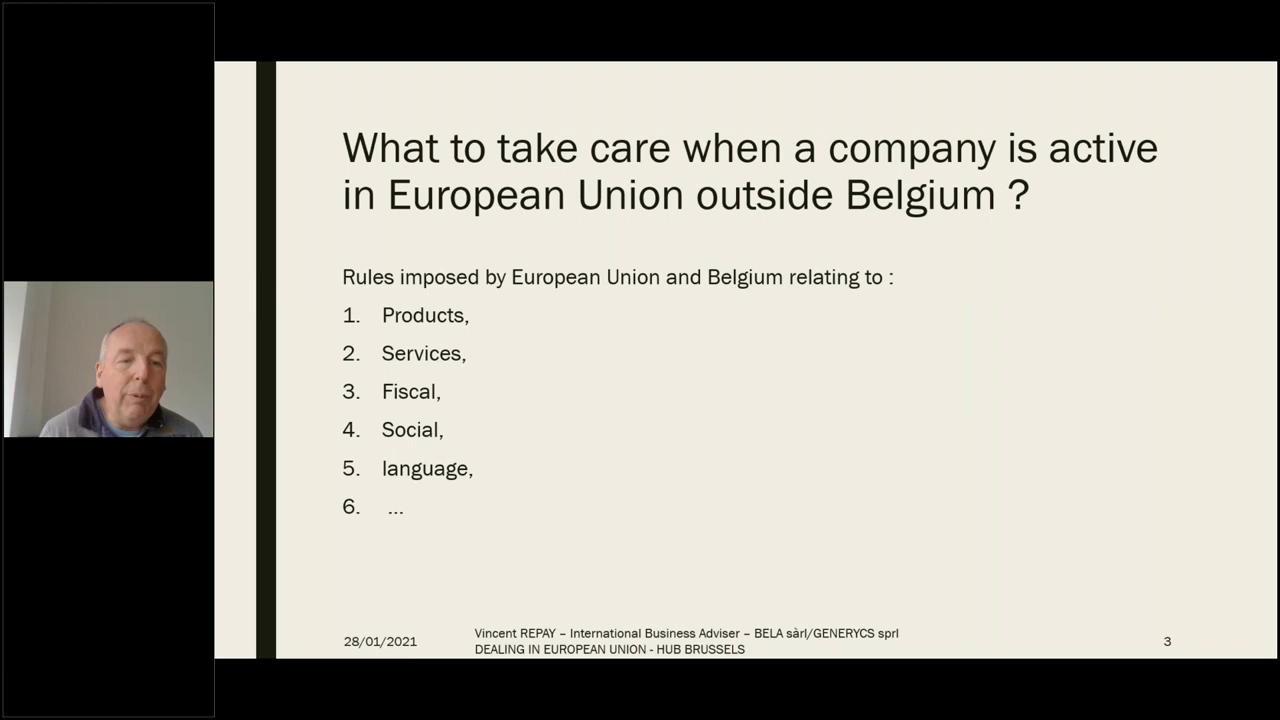 What to take care when a company is active
in European Union outside Belgium ?
Rules imposed by European Union and Belgium relating to :
1. Products,
2. Services,
3. Fiscal,
4. Social,
5. language,
6. ...
28/01/2021
Vincent REPAY – International Business Adviser – BELA sàrl/GENERYCS sprl
DEALING IN EUROPEAN UNION - HUB BRUSSELS
3